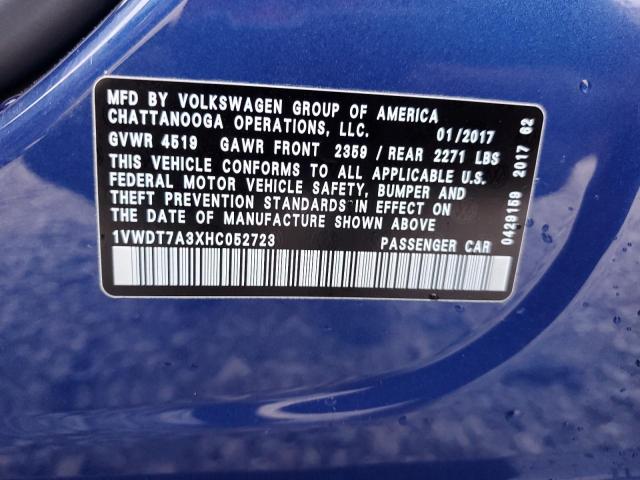 MFD BY VOLKSWAGEN GROUP OF AMERICA
CHATTANOOGA OPERATIONS, LLC. 01/2017
GVWR 4519 GAWR FRONT 2359 / REAR 2271 LBS
THIS VEHICLE CONFORMS TO ALL APPLICABLE U.S.
FEDERAL MOTOR VEHICLE SAFETY, BUMPER AND
THEFT PREVENTION STANDARDS IN EFFECT ON
THE DATE OF MANUFACTURE SHOWN ABOVE
1VWDT7A3XHC052723 PASSENGER CAR
0429159 2017 62